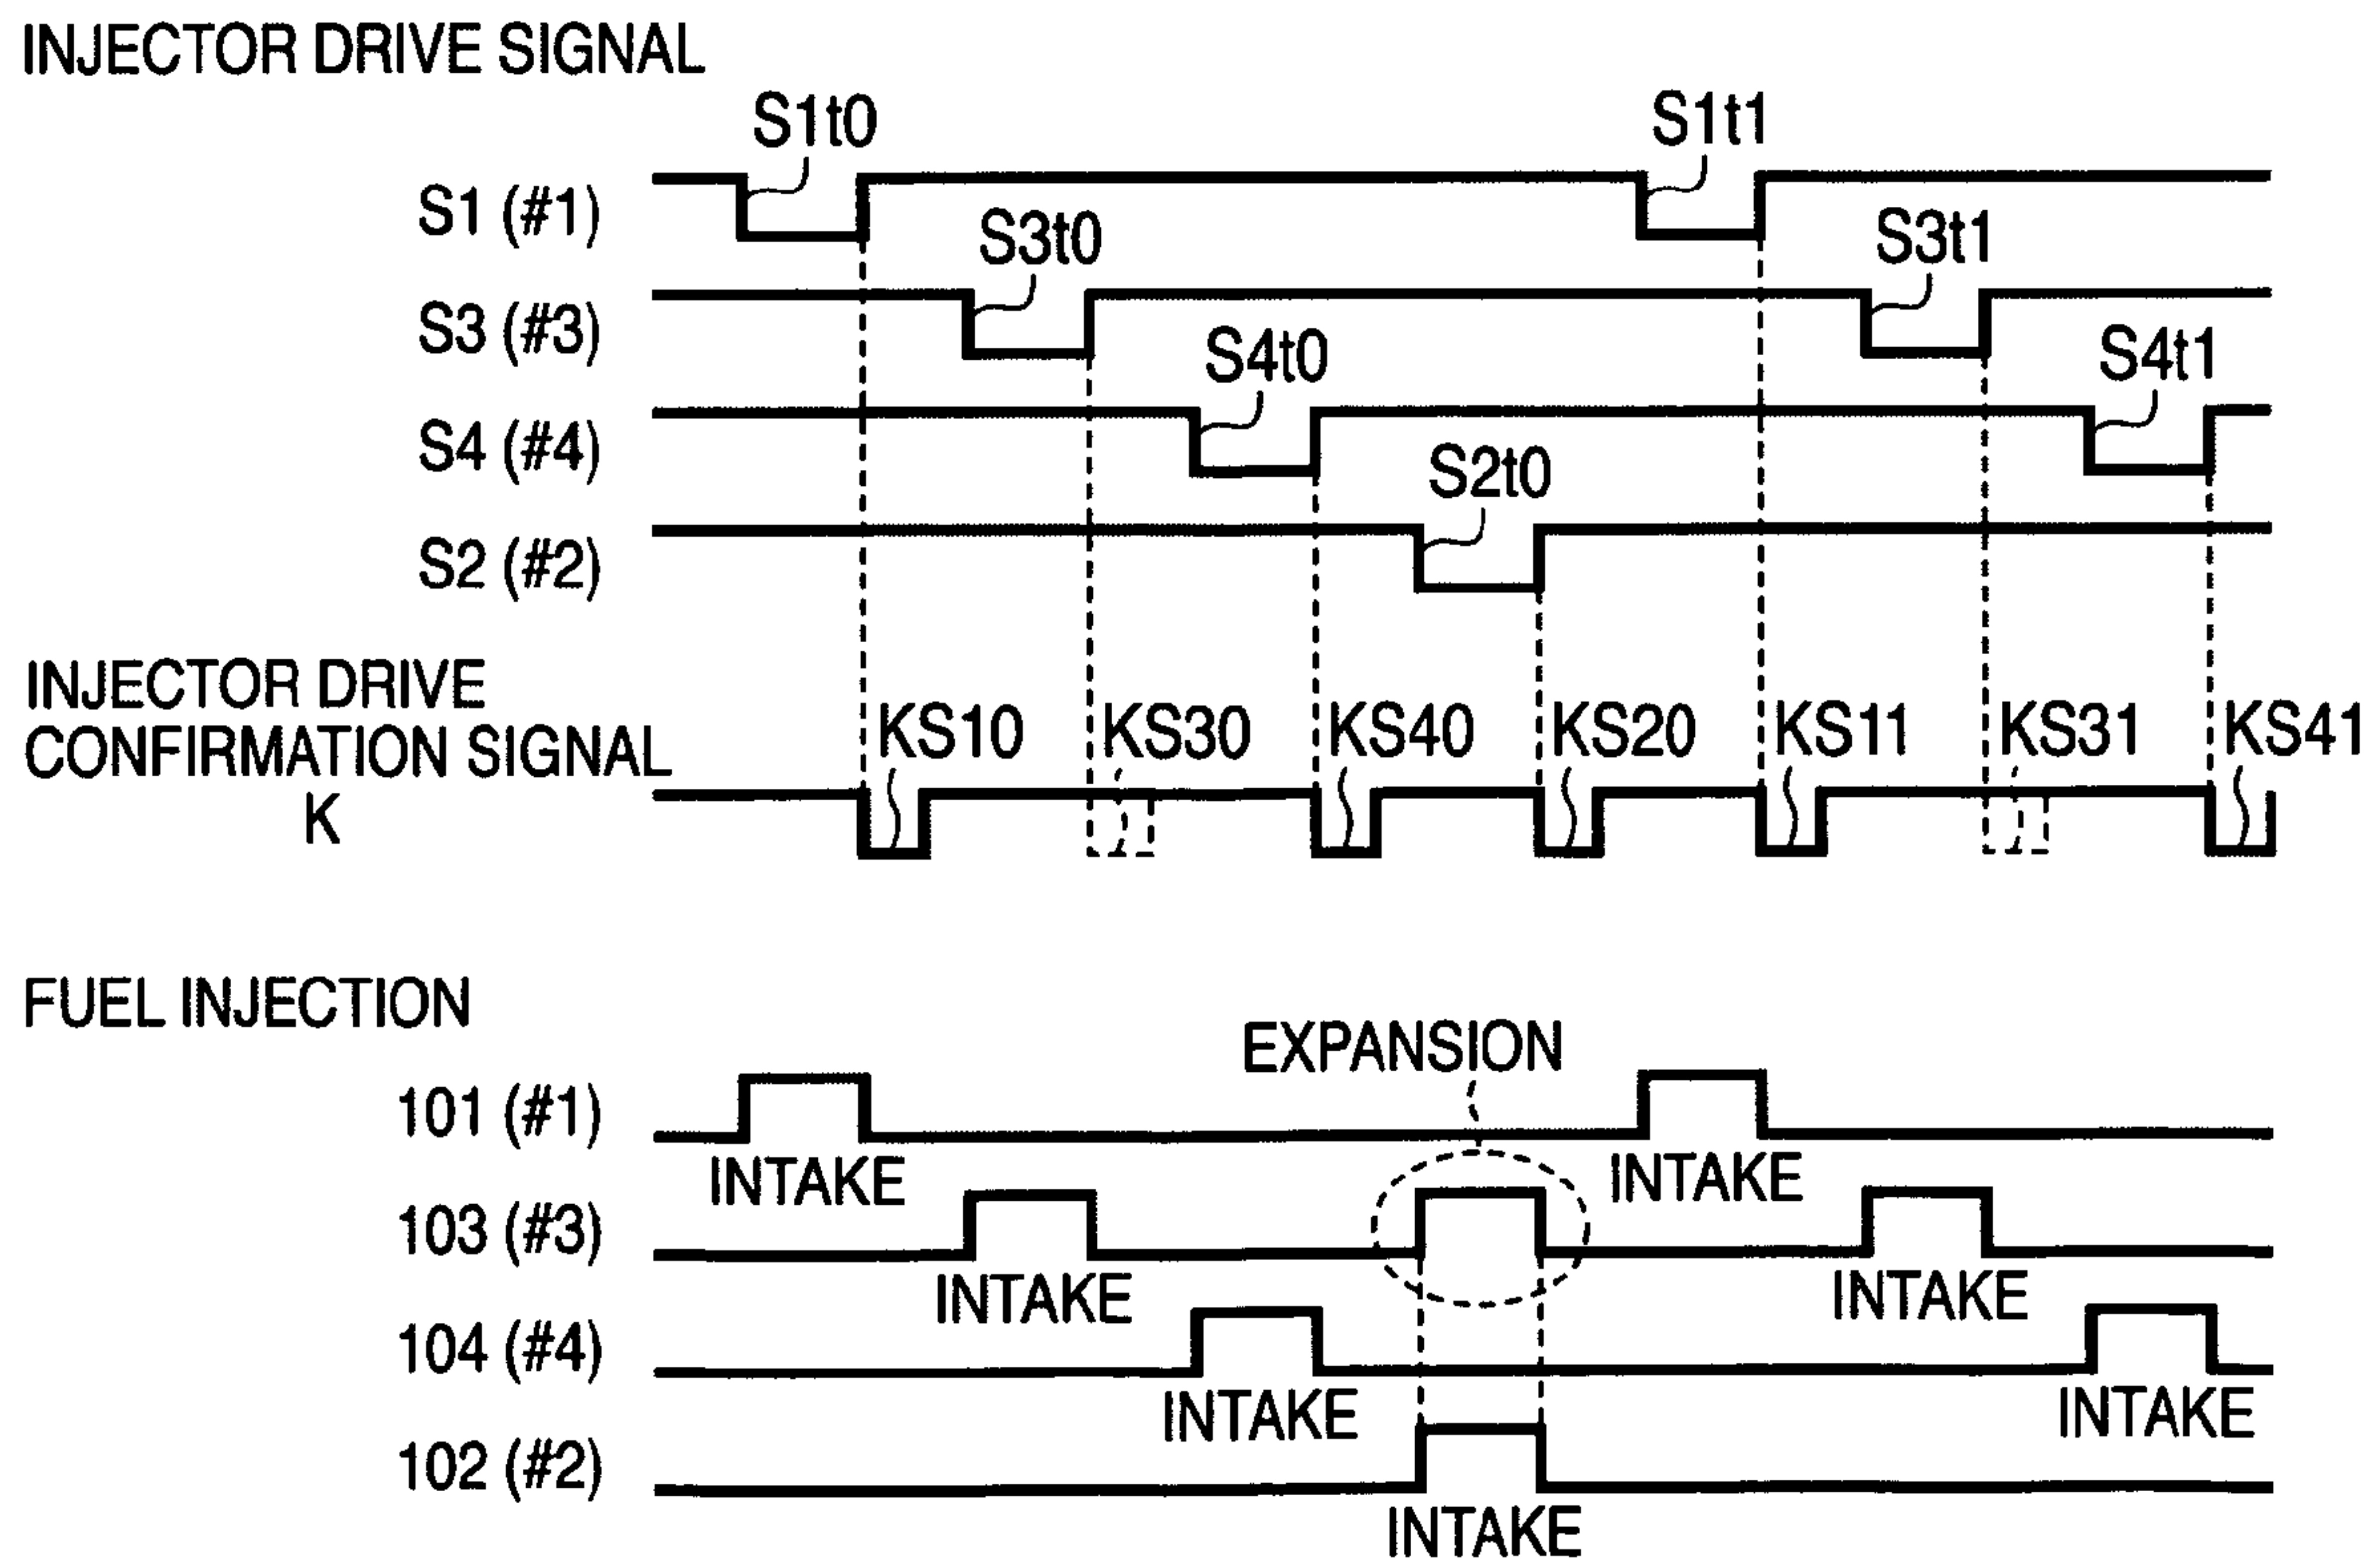 INJECTOR DRIVE SIGNAL
S1t0 S1t1
S1 (#1)
S3t0 S3t1
S3 (#3)
S4t0 S4t1
S4 (#4)
S2t0
S2 (#2)
INJECTOR DRIVE
CONFIRMATION SIGNAL
K
KS10 KS30 KS40 KS20 KS11 KS31 KS41
FUEL INJECTION
EXPANSION
101 (#1)
INTAKE INTAKE
103 (#3)
INTAKE INTAKE
104 (#4)
INTAKE INTAKE
102 (#2)
INTAKE